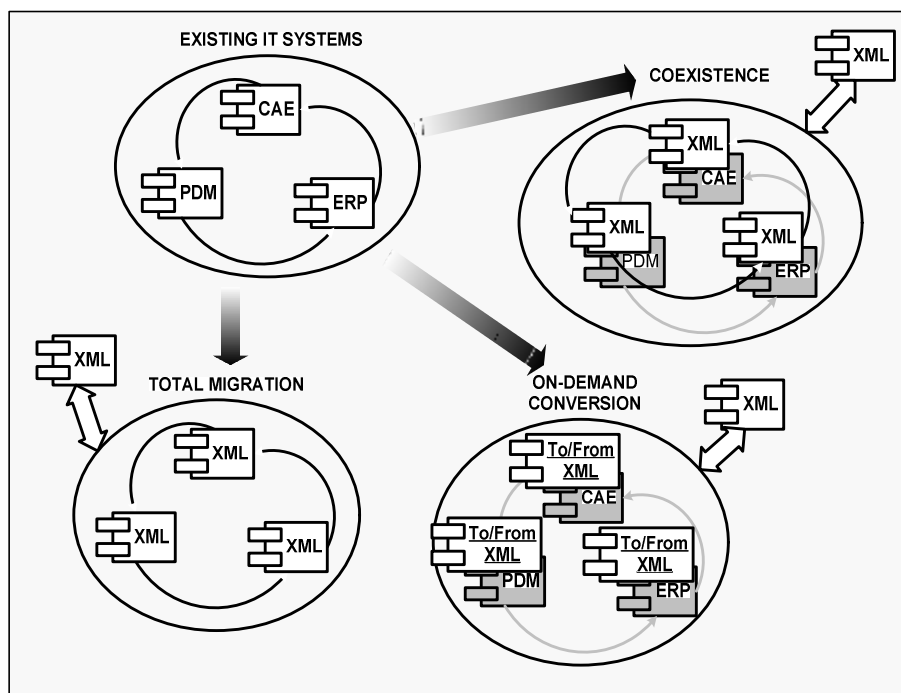 EXISTING IT SYSTEMS
CAE
PDM
ERP
COEXISTENCE
XML
XML
CAE
XML
PDM
XML
ERP
TOTAL MIGRATION
XML
XML
XML
XML
ON-DEMAND
CONVERSION
XML
To/From
XML
CAE
To/From
XML
PDM
To/From
XML
ERP